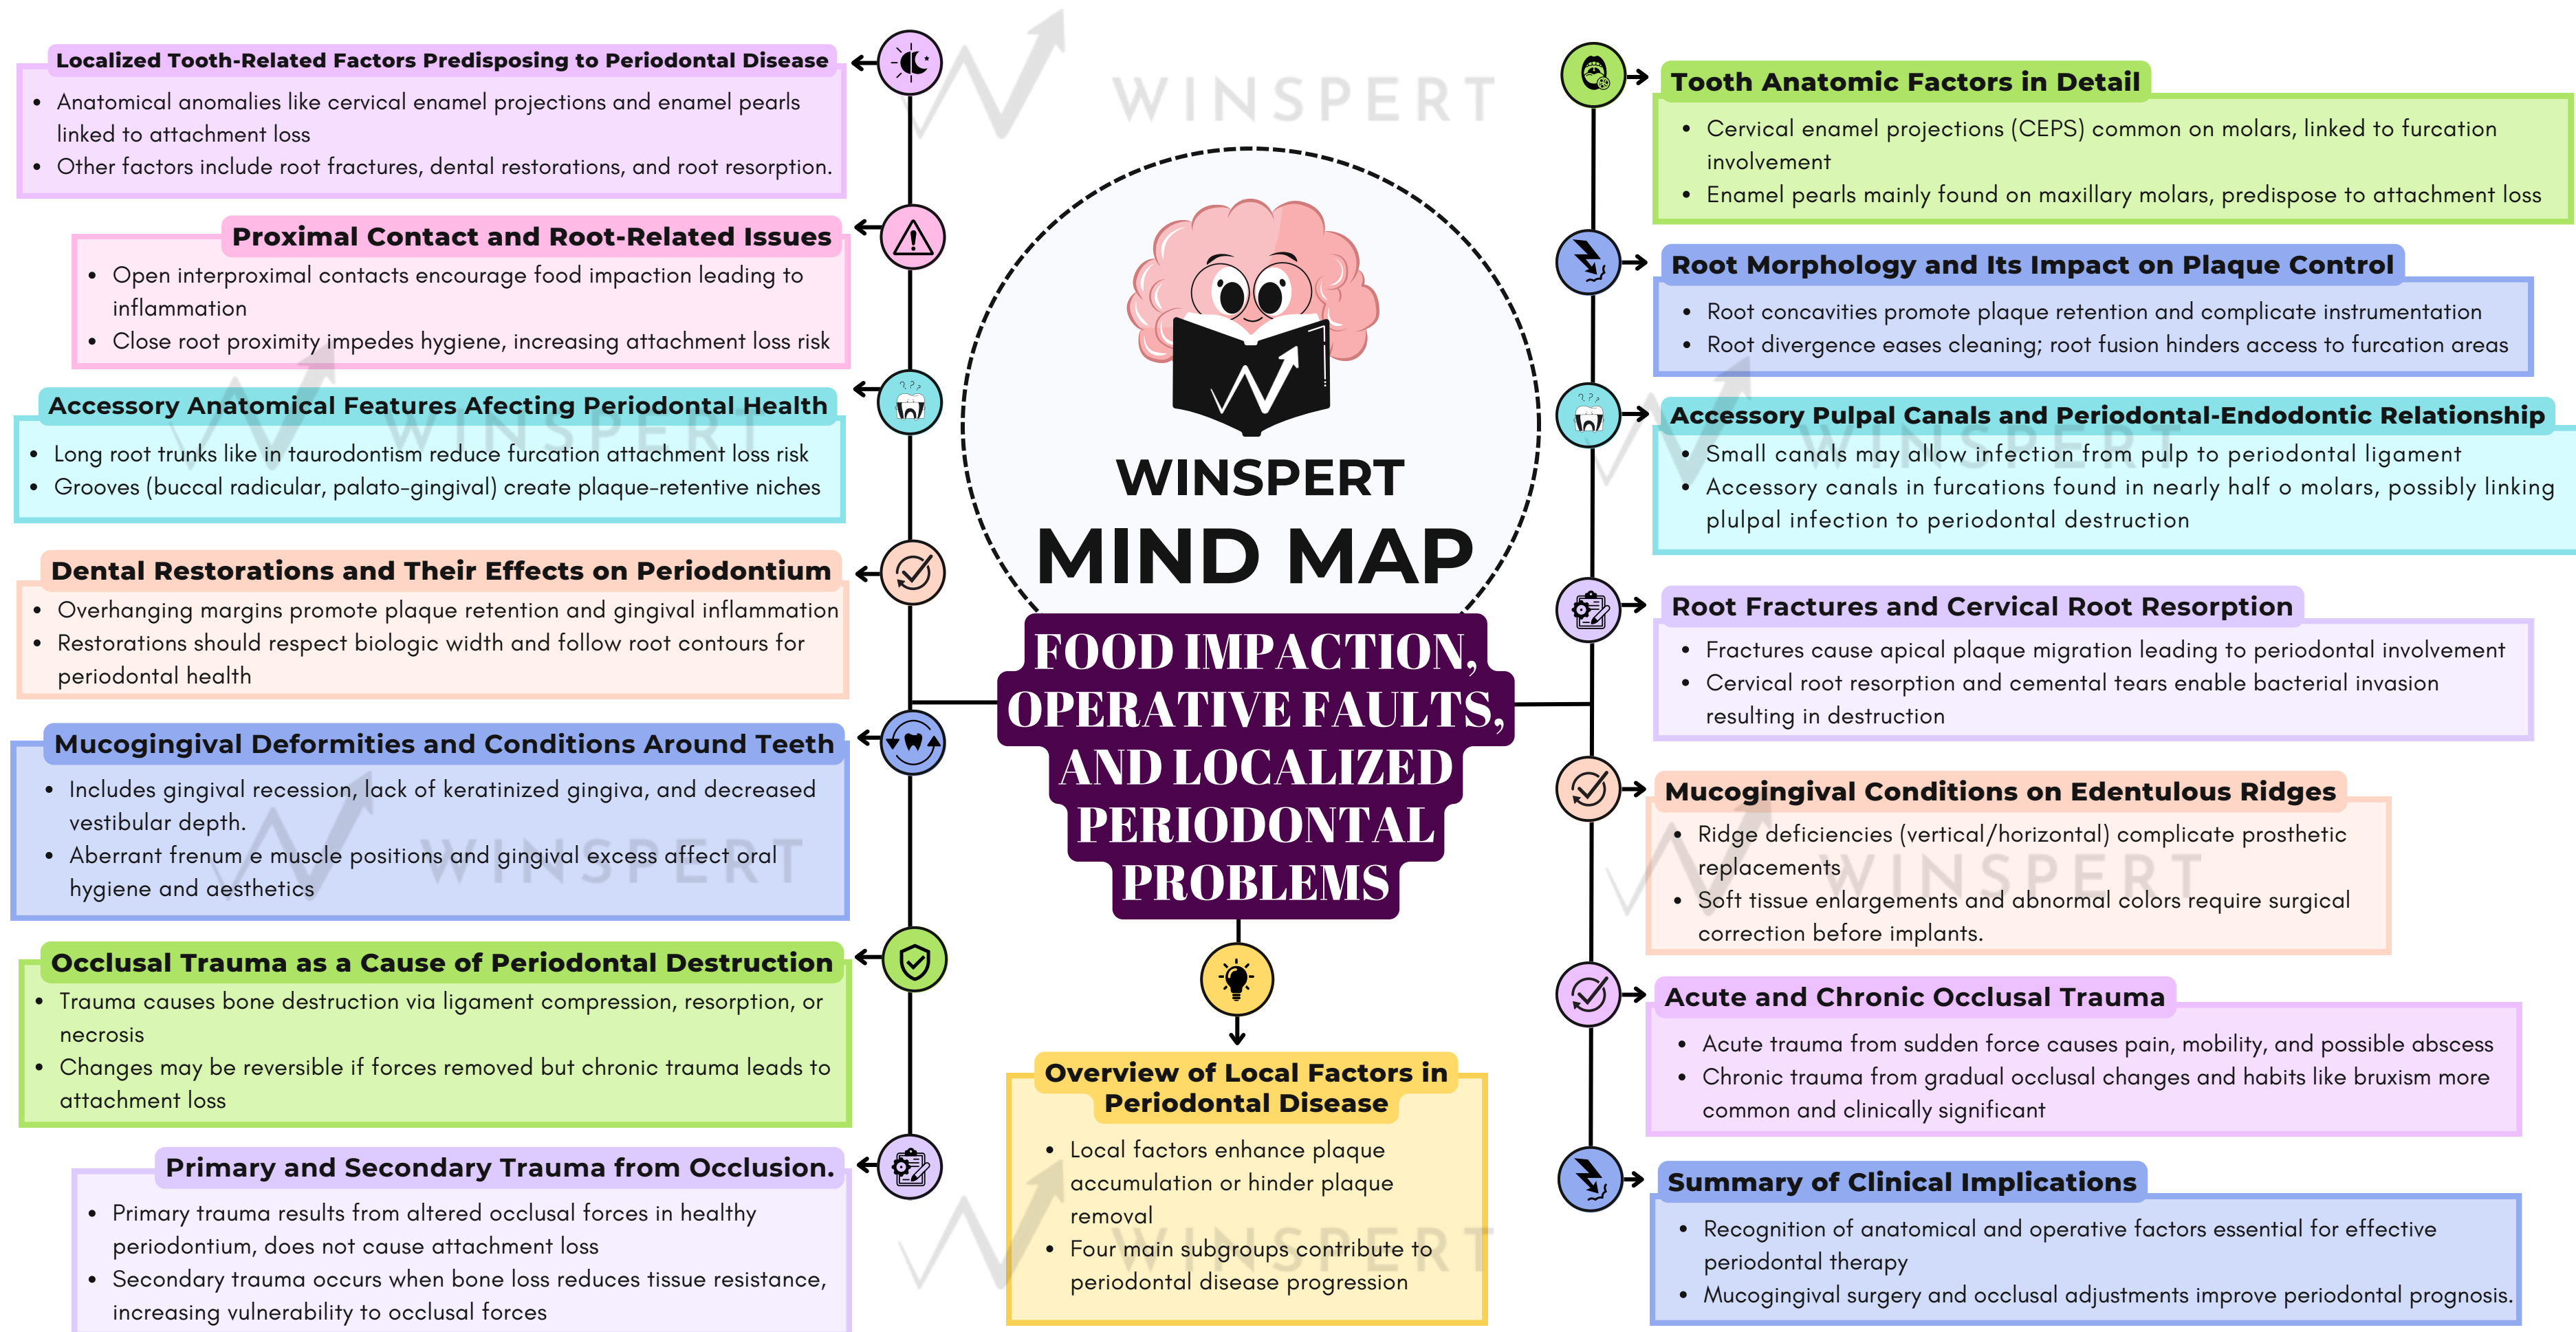 Localized Tooth-Related Factors Predisposing to Periodontal Disease
• Anatomical anomalies like cervical enamel projections and enamel pearls
linked to attachment loss
• Other factors include root fractures, dental restorations, and root resorption.
Proximal Contact and Root-Related Issues
• Open interproximal contacts encourage food impaction leading to
inflammation
• Close root proximity impedes hygiene, increasing attachment loss risk
Accessory Anatomical Features Afecting Periodontal Health
• Long root trunks like in taurodontism reduce furcation attachment loss risk
• Grooves (buccal radicular, palato-gingival) create plaque-retentive niches
Dental Restorations and Their Effects on Periodontium
• Overhanging margins promote plaque retention and gingival inflammation
• Restorations should respect biologic width and follow root contours for
periodontal health
Mucogingival Deformities and Conditions Around Teeth
• Includes gingival recession, lack of keratinized gingiva, and decreased
vestibular depth.
• Aberrant frenum e muscle positions and gingival excess affect oral
hygiene and aesthetics
Occlusal Trauma as a Cause of Periodontal Destruction
• Trauma causes bone destruction via ligament compression, resorption, or
necrosis
• Changes may be reversible if forces removed but chronic trauma leads to
attachment loss
Primary and Secondary Trauma from Occlusion.
• Primary trauma results from altered occlusal forces in healthy
periodontium, does not cause attachment loss
• Secondary trauma occurs when bone loss reduces tissue resistance,
increasing vulnerability to occlusal forces
WINSPERT
WINSPERT
MIND MAP
FOOD IMPACTION,
OPERATIVE FAULTS,
AND LOCALIZED
PERIODONTAL
PROBLEMS
Overview of Local Factors in
Periodontal Disease
• Local factors enhance plaque
accumulation or hinder plaque
removal
• Four main subgroups contribute to
periodontal disease progression
Tooth Anatomic Factors in Detail
• Cervical enamel projections (CEPS) common on molars, linked to furcation
involvement
• Enamel pearls mainly found on maxillary molars, predispose to attachment loss
Root Morphology and Its Impact on Plaque Control
• Root concavities promote plaque retention and complicate instrumentation
• Root divergence eases cleaning; root fusion hinders access to furcation areas
Accessory Pulpal Canals and Periodontal-Endodontic Relationship
• Small canals may allow infection from pulp to periodontal ligament
• Accessory canals in furcations found in nearly half o molars, possibly linking
plulpal infection to periodontal destruction
Root Fractures and Cervical Root Resorption
• Fractures cause apical plaque migration leading to periodontal involvement
• Cervical root resorption and cemental tears enable bacterial invasion
resulting in destruction
Mucogingival Conditions on Edentulous Ridges
• Ridge deficiencies (vertical/horizontal) complicate prosthetic
replacements
• Soft tissue enlargements and abnormal colors require surgical
correction before implants.
Acute and Chronic Occlusal Trauma
• Acute trauma from sudden force causes pain, mobility, and possible abscess
• Chronic trauma from gradual occlusal changes and habits like bruxism more
common and clinically significant
Summary of Clinical Implications
• Recognition of anatomical and operative factors essential for effective
periodontal therapy
• Mucogingival surgery and occlusal adjustments improve periodontal prognosis.
WINSPERT
WINSPERT
WINSPERT
WINSPERT
WINSPERT